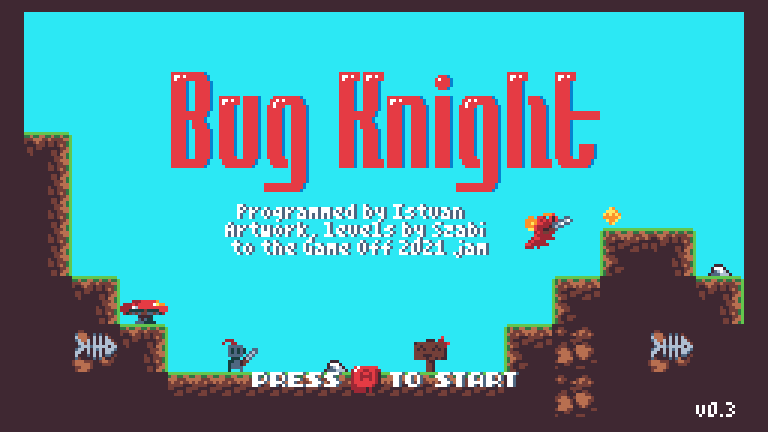 Bug Knight
Programmed by Istvan
Artwork, levels by Szabi
to the Game Off 2021 jam
PRESS A TO START
v0.3